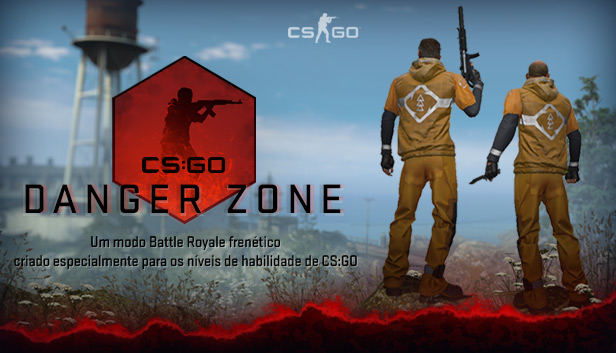 CS GO
CS:GO
DANGER ZONE
Um modo Battle Royale frenético
criado especialmente para os níveis de habilidade de CS:GO